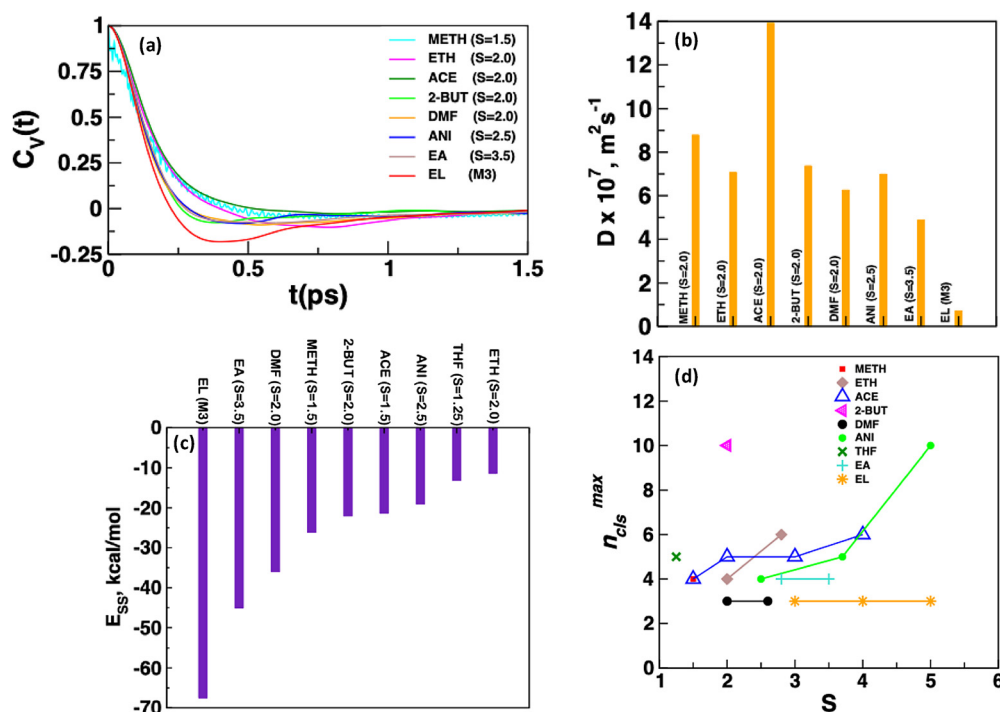 (a)
1
0.75
0.5
0.25
0
-0.25
C_V(t)
METH (S=1.5)
ETH (S=2.0)
ACE (S=2.0)
2-BUT (S=2.0)
DMF (S=2.0)
ANI (S=2.5)
EA (S=3.5)
EL (M3)
0 0.5 1 1.5
t(ps)
(b)
14
12
10
8
6
4
2
0
D x 10^7, m^2 s^-1
METH (S=2.0)
ETH (S=2.0)
ACE (S=2.0)
2-BUT (S=2.0)
DMF (S=2.0)
ANI (S=2.5)
EA (S=3.5)
EL (M3)
EL (M3)
EA (S=3.5)
DMF (S=2.0)
METH (S=1.5)
2-BUT (S=2.0)
ACE (S=1.5)
ANI (S=2.5)
THF (S=1.25)
ETH (S=2.0)
(c)
0
-10
-20
-30
-40
-50
-60
-70
E_SS, kcal/mol
(d)
14
12
10
8
6
4
2
0
n_cls^max
METH
ETH
ACE
2-BUT
DMF
ANI
THF
EA
EL
1 2 3 4 5 6
S